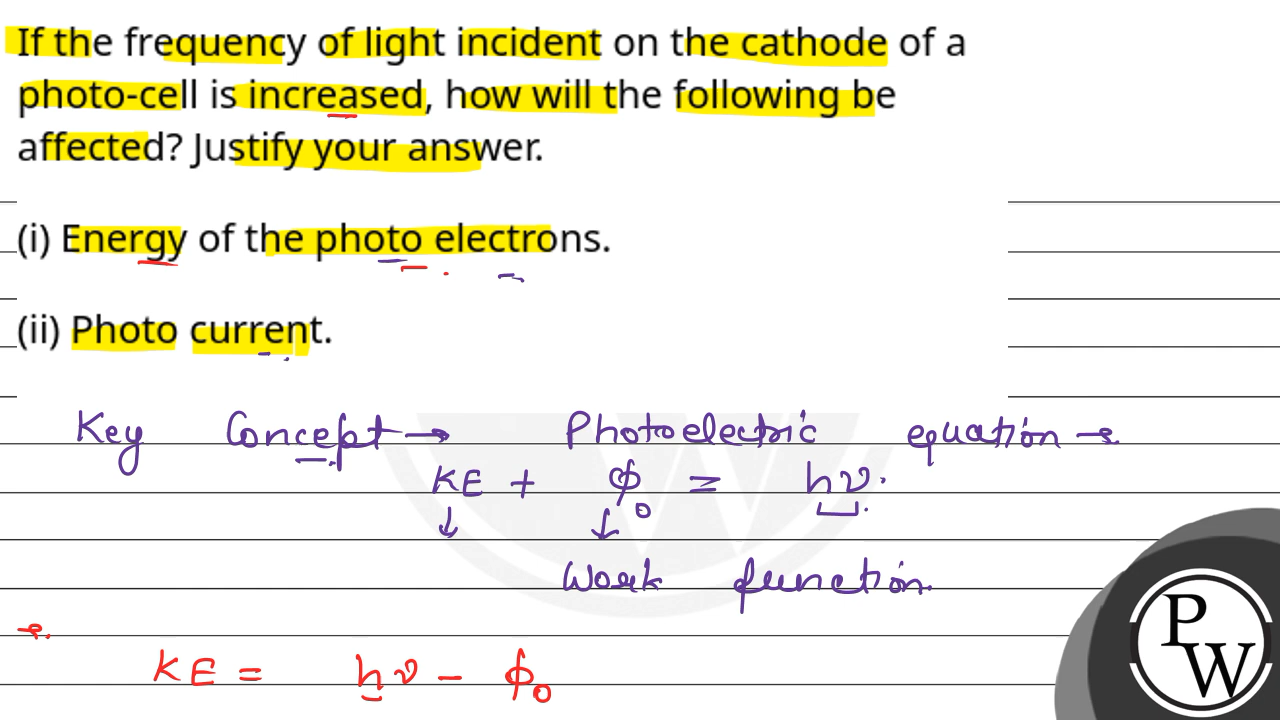 If the frequency of light incident on the cathode of a
photo-cell is increased, how will the following be
affected? Justify your answer.
(i) Energy of the photo electrons.
(ii) Photo current.
Key Concept → Photoelectric equation →
KE + ϕ₀ = hν.
↓ ↓
Work function.
KE = hν - ϕ₀
P
W